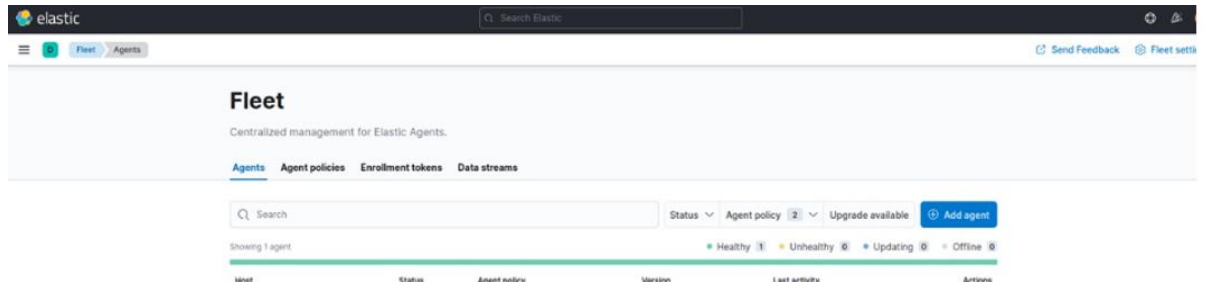 elastic
Search Elastic
D Fleet Agents
Send Feedback Fleet setti
Fleet
Centralized management for Elastic Agents.
Agents Agent policies Enrollment tokens Data streams
Search
Status Agent policy 2 Upgrade available Add agent
Showing 1 agent
Healthy 1 Unhealthy 0 Updating 0 Offline 0
Host Status Agent policy Version Last activity Actions